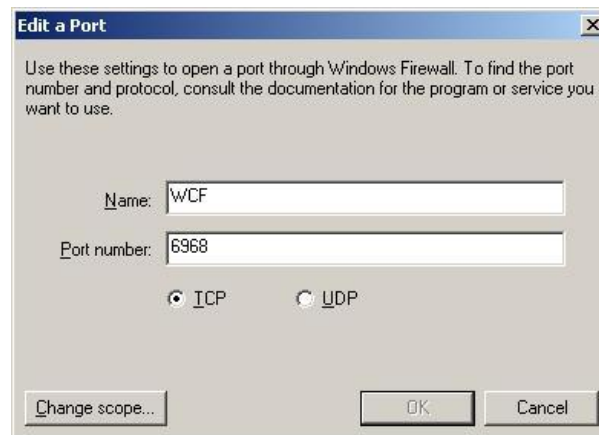 Edit a Port
Use these settings to open a port through Windows Firewall. To find the port
number and protocol, consult the documentation for the program or service you
want to use.
Name: WCF
Port number: 6968
TCP UDP
Change scope... OK Cancel